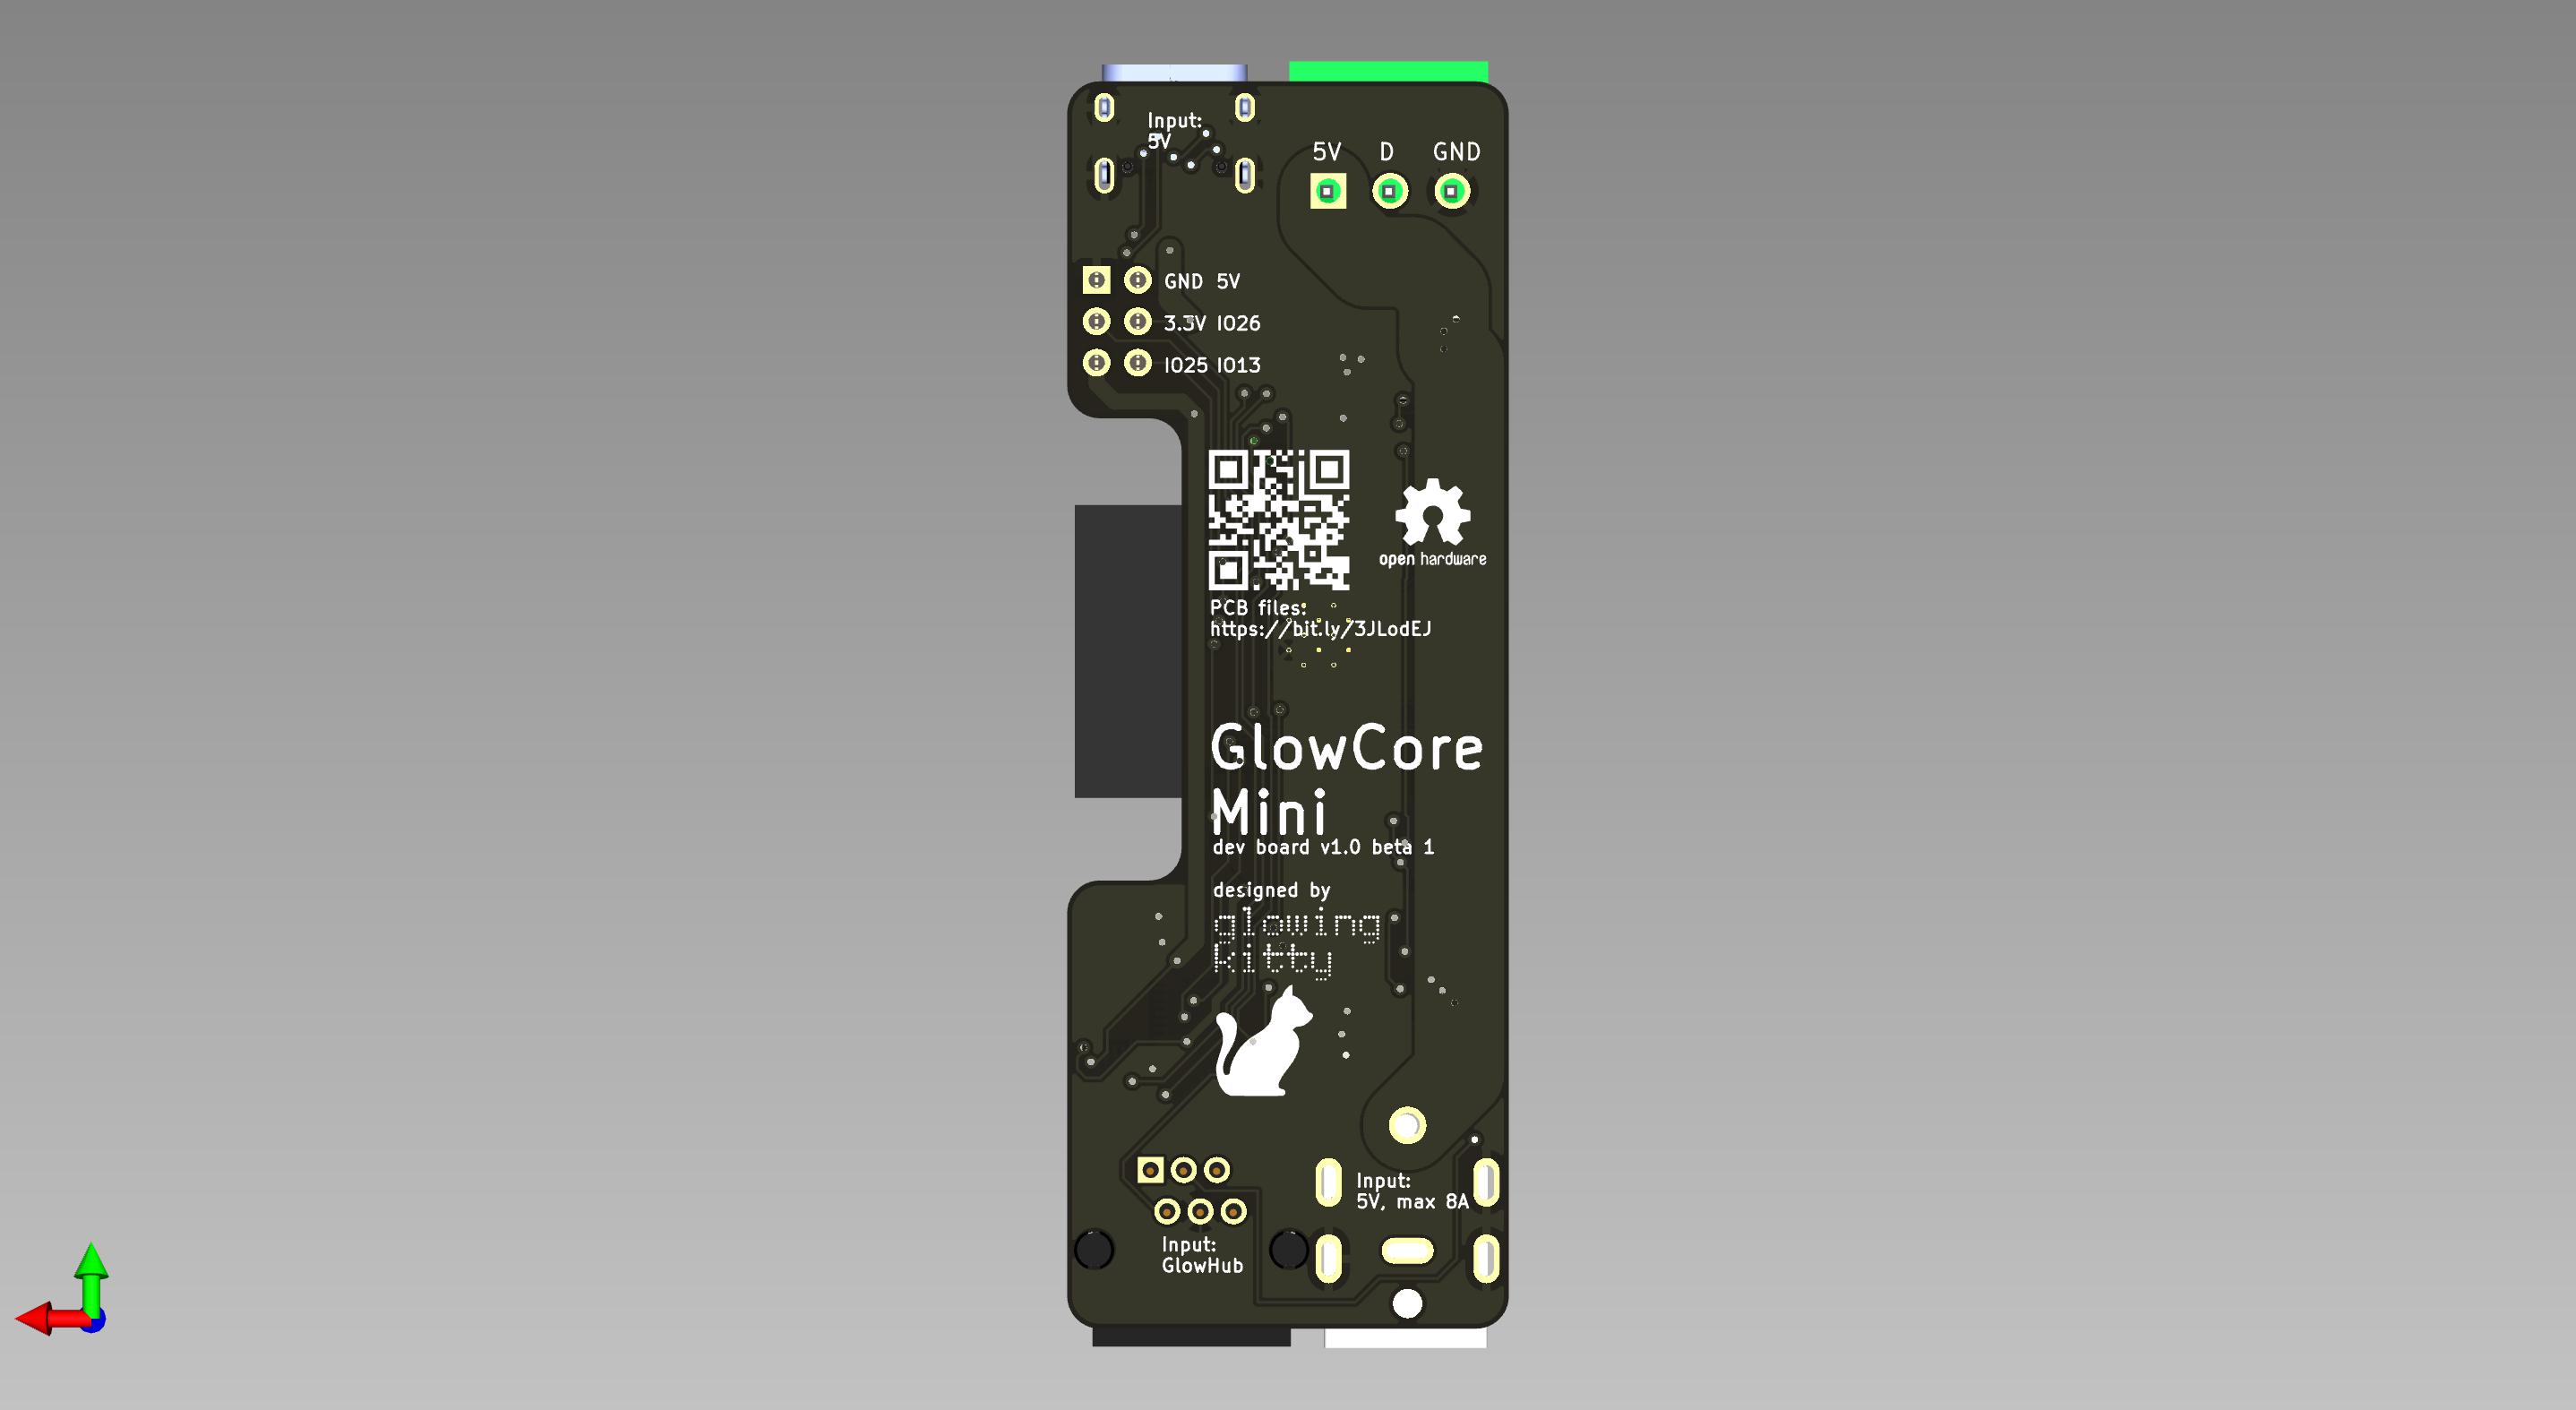 Input:
5V
5V D GND
GND 5V
3.3V IO26
IO25 IO13
open hardware
PCB files:
https://bit.ly/3JLodEJ
GlowCore
Mini
dev board v1.0 beta 1
designed by
glowing
kitty
Input:
5V, max 8A
Input:
GlowHub